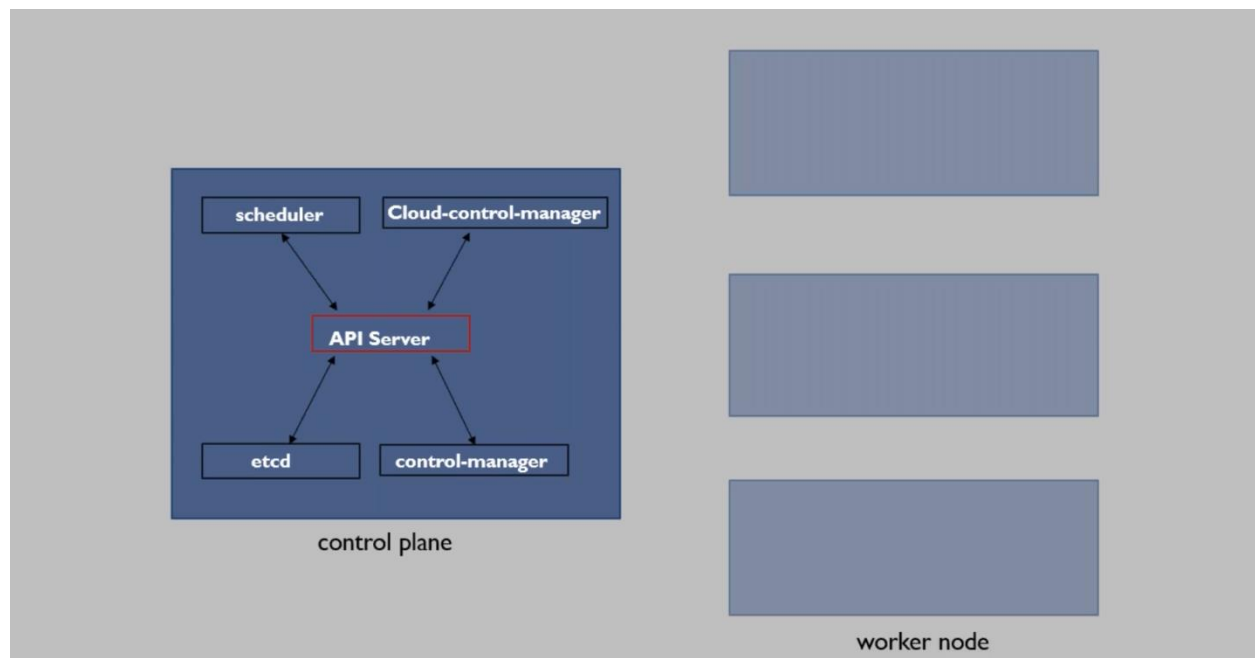 scheduler
Cloud-control-manager
API Server
etcd
control-manager
control plane
worker node